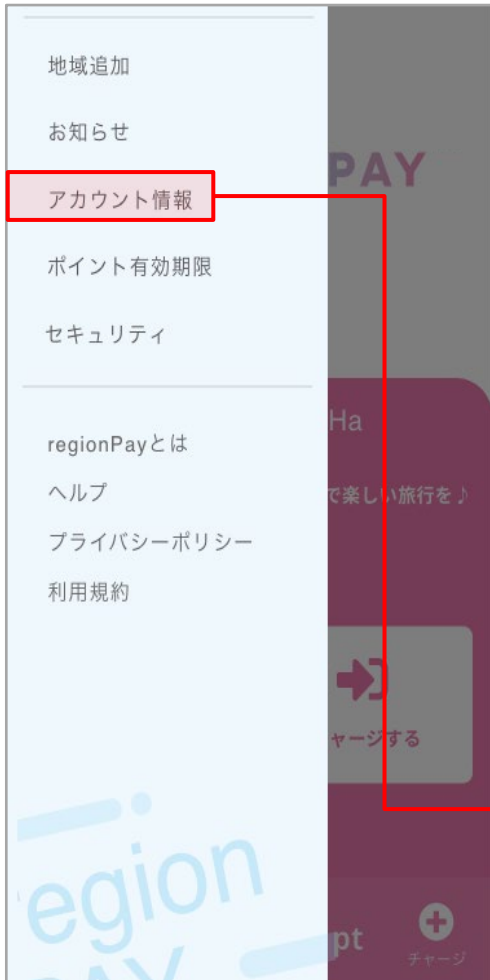 地域追加
お知らせ
PAY
アカウント情報
ポイント有効期限
セキュリティ
Ha
regionPayとは
ヘルプ
で楽しい旅行を♪
プライバシーポリシー
利用規約
ャージする
egion
PAY
pt
チャージ